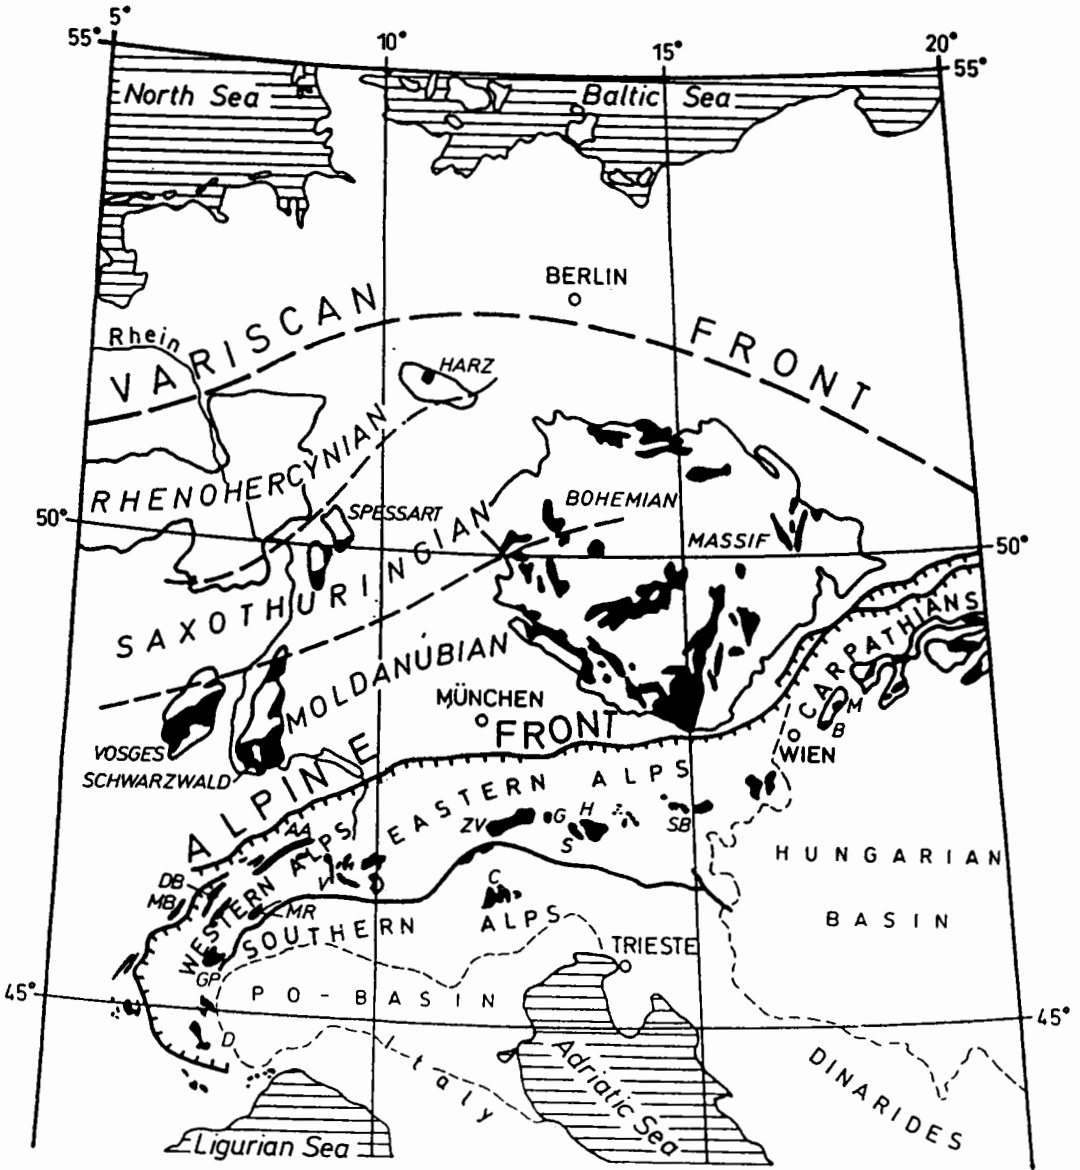 5°
55°
10°
15°
20°
55°
North Sea
Baltic Sea
BERLIN
VARISCAN FRONT
Rhein
HARZ
RHENOHERCYNIAN
50°
SPESSART
BOHEMIAN
MASSIF
50°
SAXOTHURINGIAN
CARPATHIANS
MOLDANUBIAN
MÜNCHEN
M
B
WIEN
VOSGES
SCHWARZWALD
ALPINE FRONT
EASTERN ALPS
ZV
G
H
S
SB
AA
WESTERN ALPS
V
D
DB
MB
MR
C
HUNGARIAN
BASIN
SOUTHERN ALPS
TRIESTE
GP
PO-BASIN
45°
45°
D
Italy
Adriatic Sea
DINARIDES
Ligurian Sea